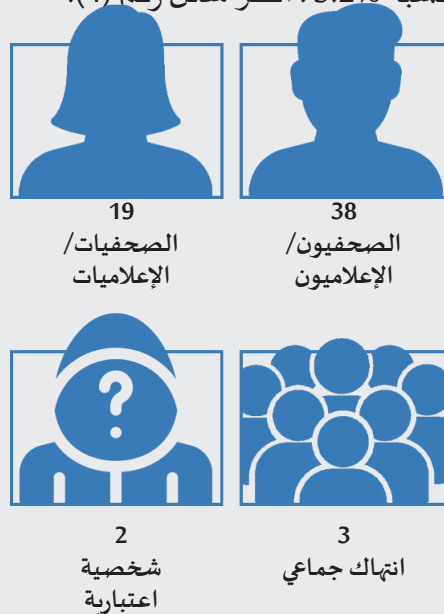 38
الصحفيون/
الإعلاميون
19
الصحفيات/
الإعلاميات
?
3
انتهاك جماعي
2
شخصية
اعتبارية